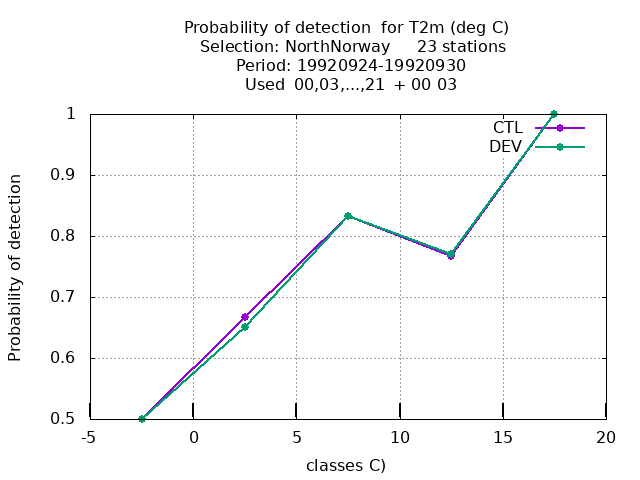 Probability of detection  for T2m (deg C)
Selection: NorthNorway     23 stations
Period: 19920924-19920930
Used  00,03,...,21  + 00 03
1
0.9
0.8
0.7
0.6
0.5
Probability of detection
CTL
DEV
-5 0 5 10 15 20
classes C)